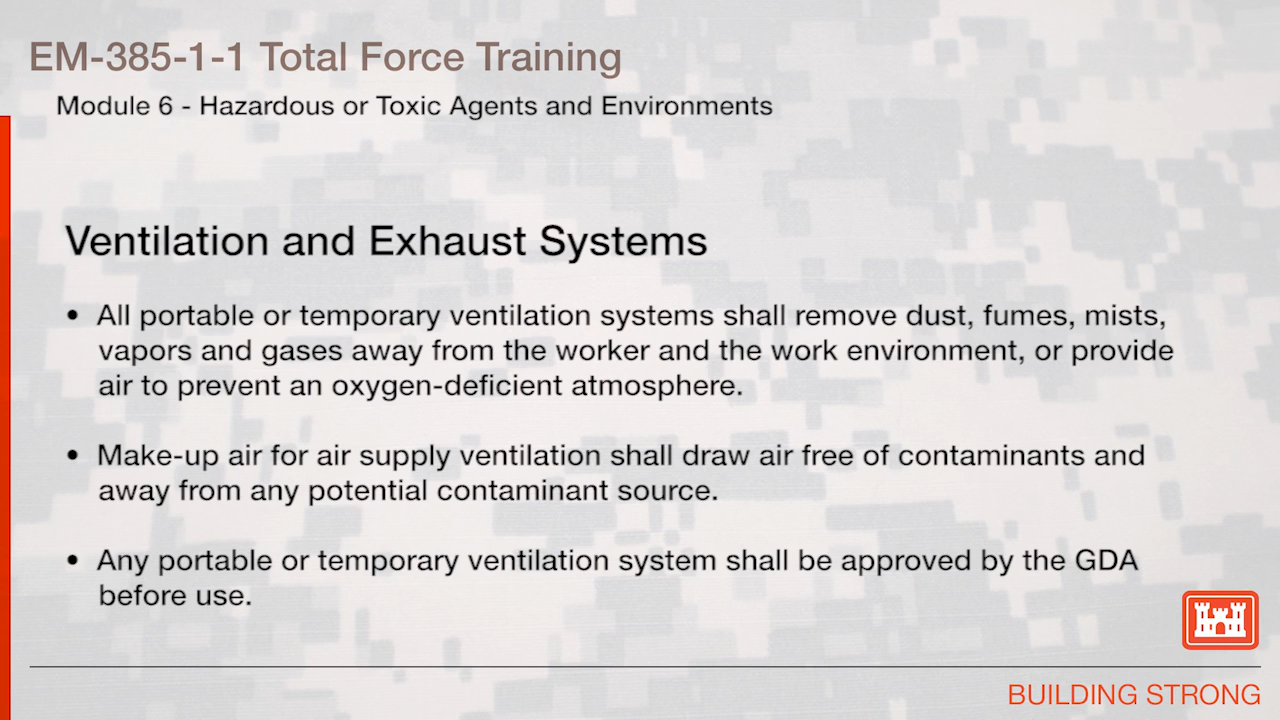 EM-385-1-1 Total Force Training
Module 6 - Hazardous or Toxic Agents and Environments
Ventilation and Exhaust Systems
• All portable or temporary ventilation systems shall remove dust, fumes, mists,
vapors and gases away from the worker and the work environment, or provide
air to prevent an oxygen-deficient atmosphere.
• Make-up air for air supply ventilation shall draw air free of contaminants and
away from any potential contaminant source.
• Any portable or temporary ventilation system shall be approved by the GDA
before use.
BUILDING STRONG